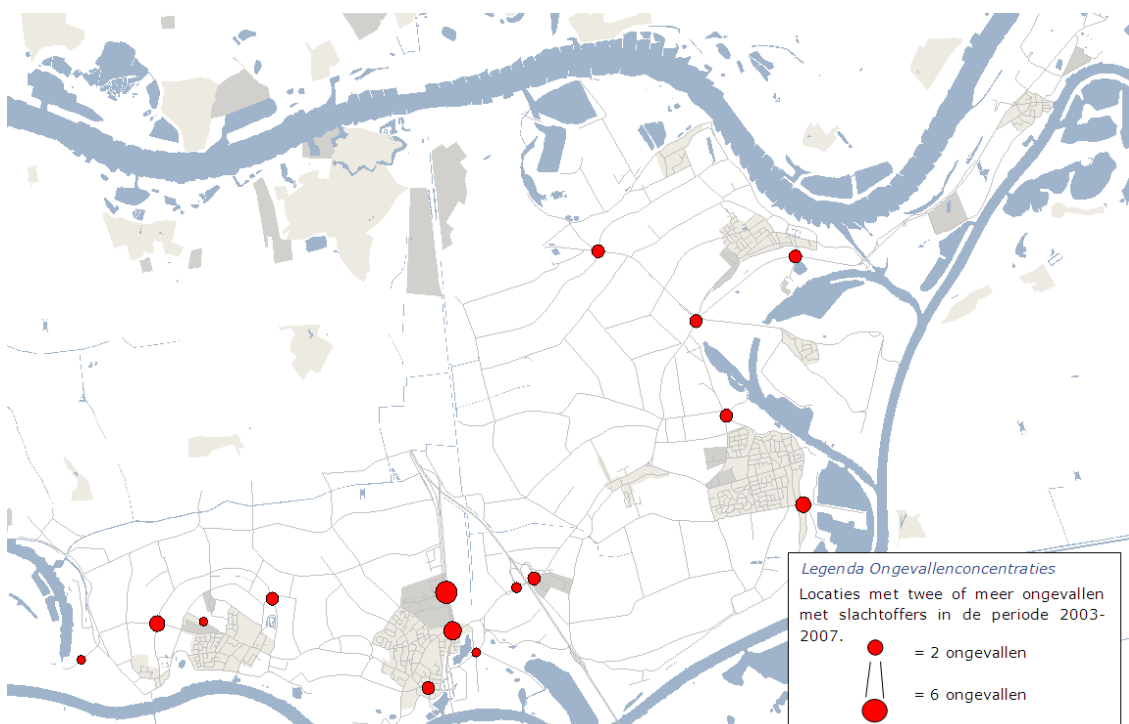 Legenda Ongevallenconcentraties
Locaties met twee of meer ongevallen
met slachtoffers in de periode 2003-
2007.
= 2 ongevallen
= 6 ongevallen